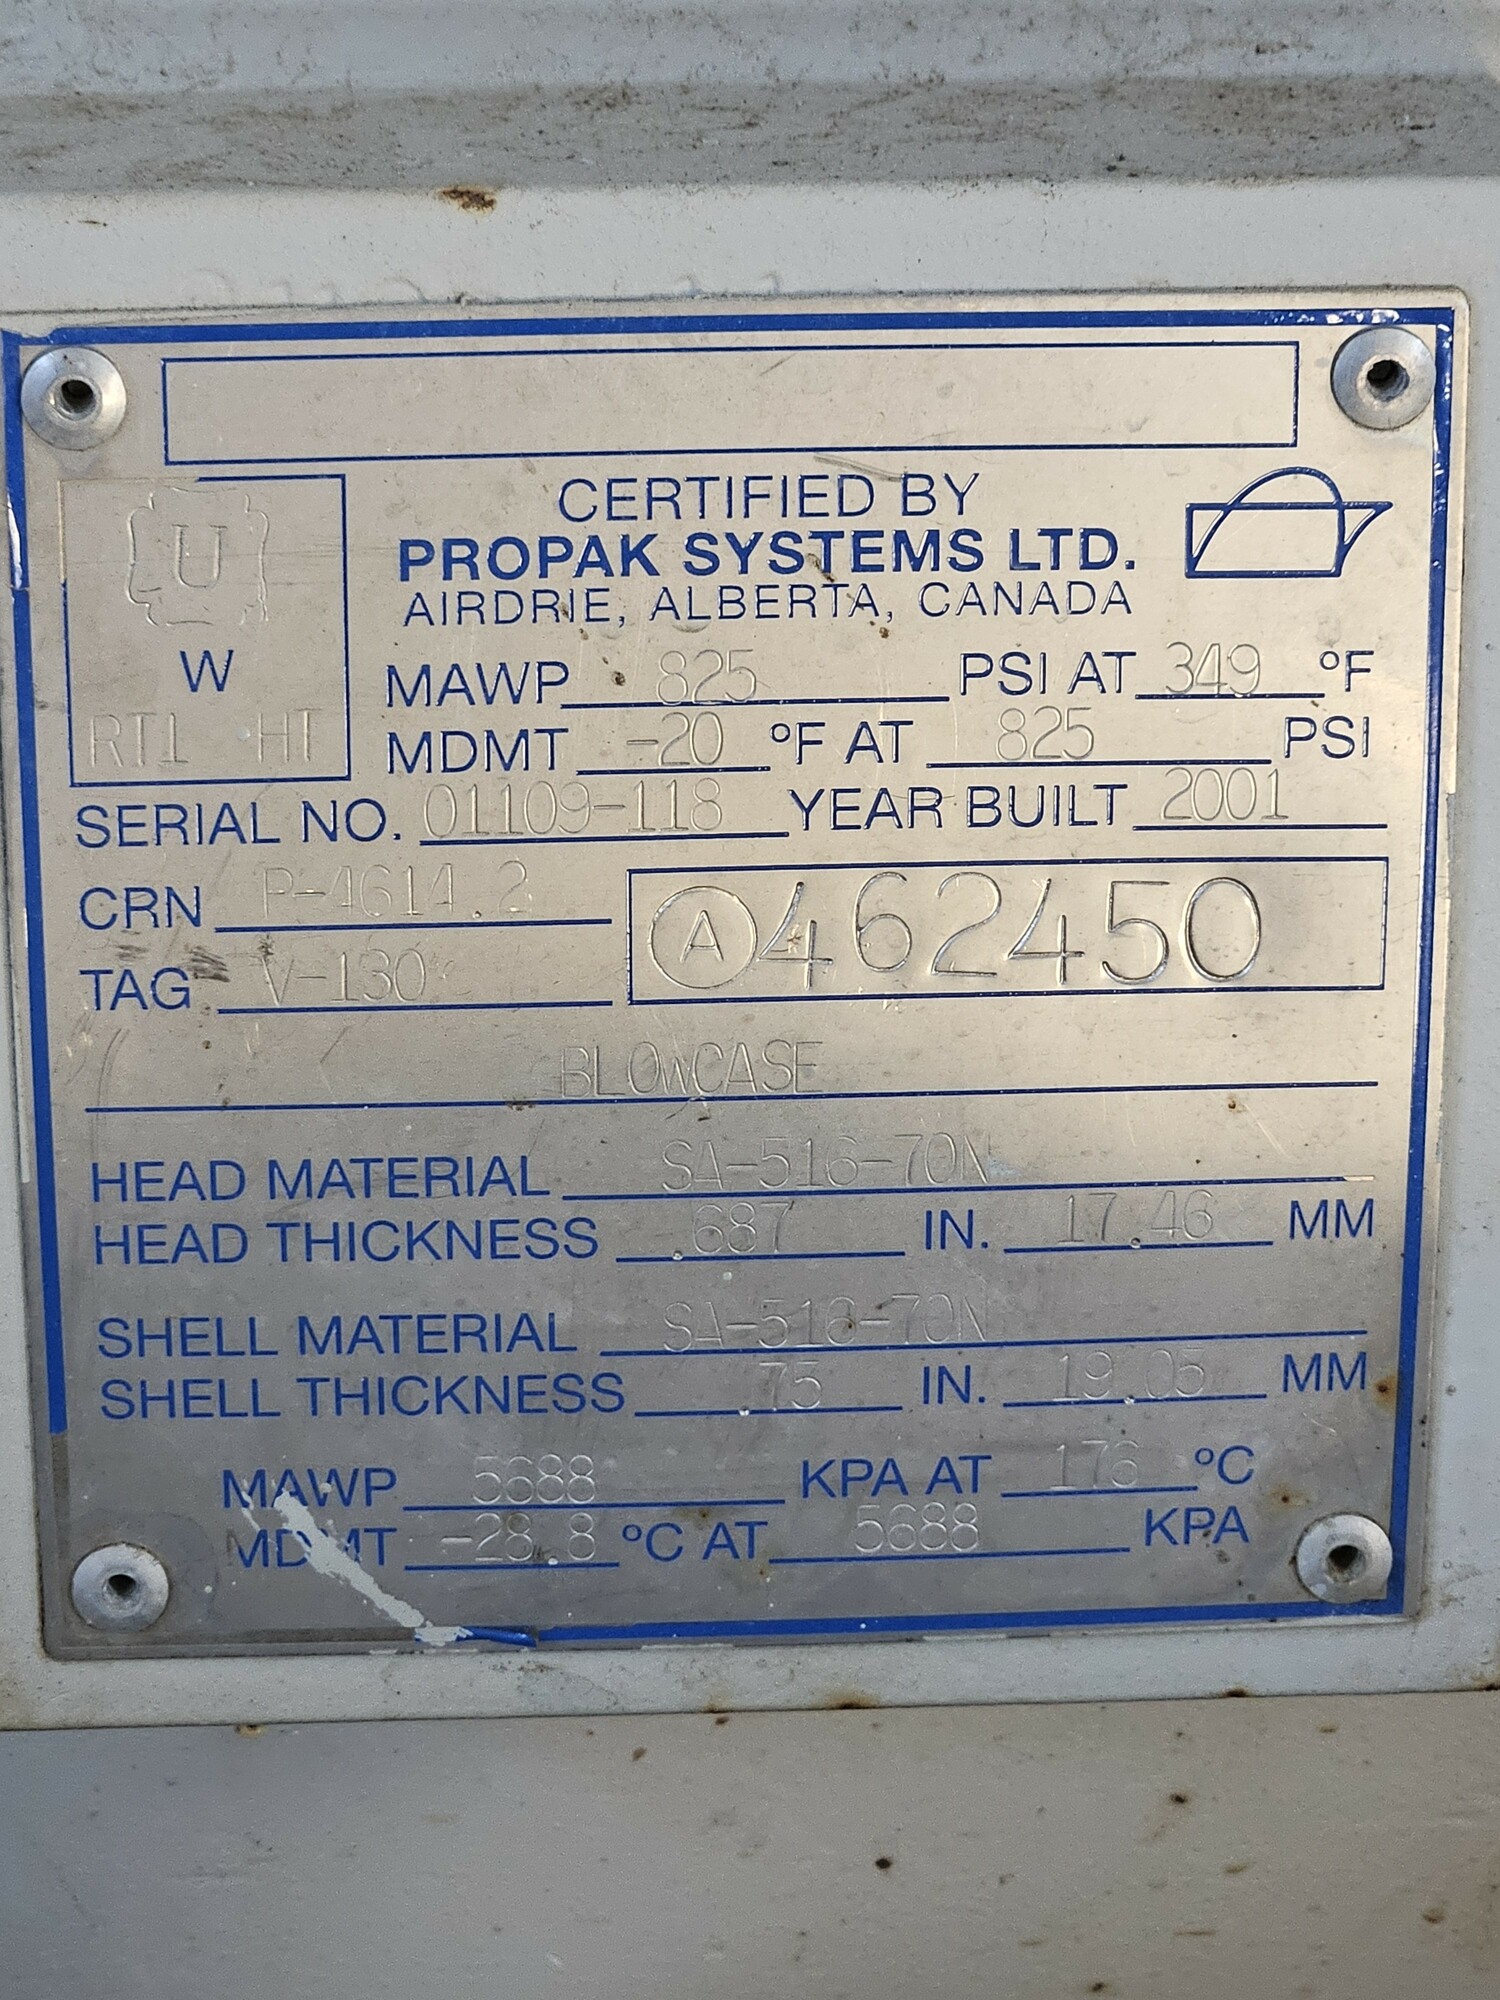 CERTIFIED BY
PROPAK SYSTEMS LTD.
AIRDRIE, ALBERTA, CANADA
U
W
RT1 HT
MAWP 825 PSI AT 349 °F
MDMT -20 °F AT 825 PSI
SERIAL NO. 01109-118 YEAR BUILT 2001
CRN P-4614.2
A 462450
TAG V-130
BLOWCASE
HEAD MATERIAL SA-516-70N
HEAD THICKNESS .687 IN. 17.46 MM
SHELL MATERIAL SA-516-70N
SHELL THICKNESS .75 IN. 19.05 MM
MAWP 5688 KPA AT 176 °C
MDMT -28.8 °C AT 5688 KPA